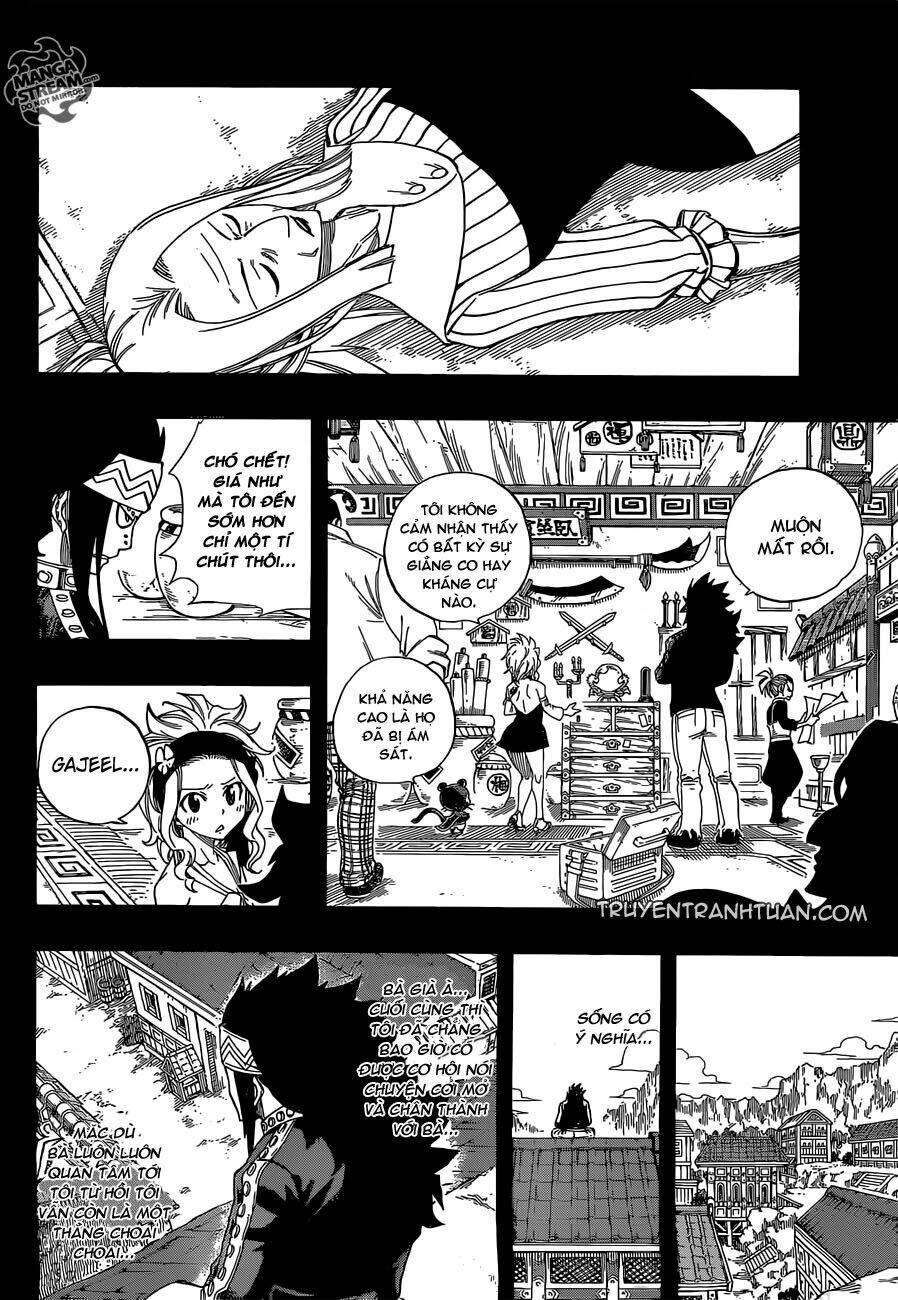 MANGA
STREAM.com
DO NOT MIRROR!
MUỘN
MẤT RỒI.
TÔI KHÔNG
CẢM NHẬN THẤY
CÓ BẤT KỲ SỰ
GIẰNG CO HAY
KHÁNG CỰ
NÀO.
KHẢ NĂNG
CAO LÀ HỌ
ĐÃ BỊ ÁM
SÁT.
CHÓ CHẾT!
GIÁ NHƯ
MÀ TÔI ĐẾN
SỚM HƠN
CHỈ MỘT TÍ
CHÚT THÔI...
GAJEEL...
TRUYENTRANHTUAN.COM
SỐNG CÓ
Ý NGHĨA...
BÀ GIÀ À...
CUỐI CÙNG THÌ
TÔI ĐÃ CHẲNG
BAO GIỜ CÓ
ĐƯỢC CƠ HỘI NÓI
CHUYỆN CỞI MỞ
VÀ CHÂN THÀNH
VỚI BÀ...
MẶC DÙ
BÀ LUÔN LUÔN
QUAN TÂM TỚI
TÔI TỪ HỒI TÔI
VẪN CÒN LÀ MỘT
THẰNG CHOAI
CHOAI...